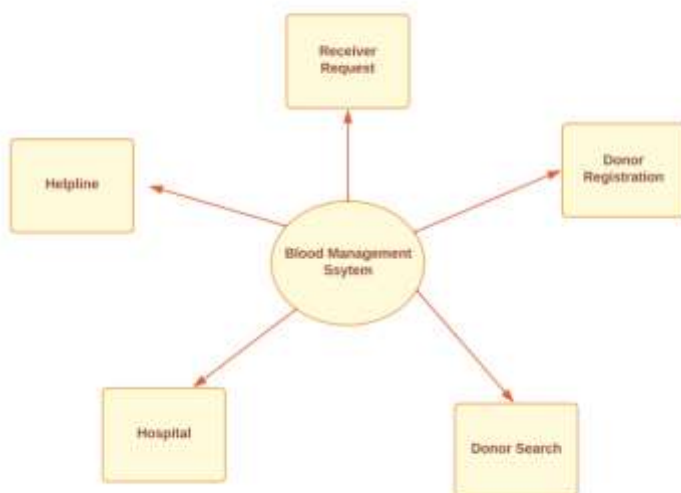 Receiver
Request
Donor
Registration
Helpline
Blood Management
Ssytem
Hospital
Donor Search